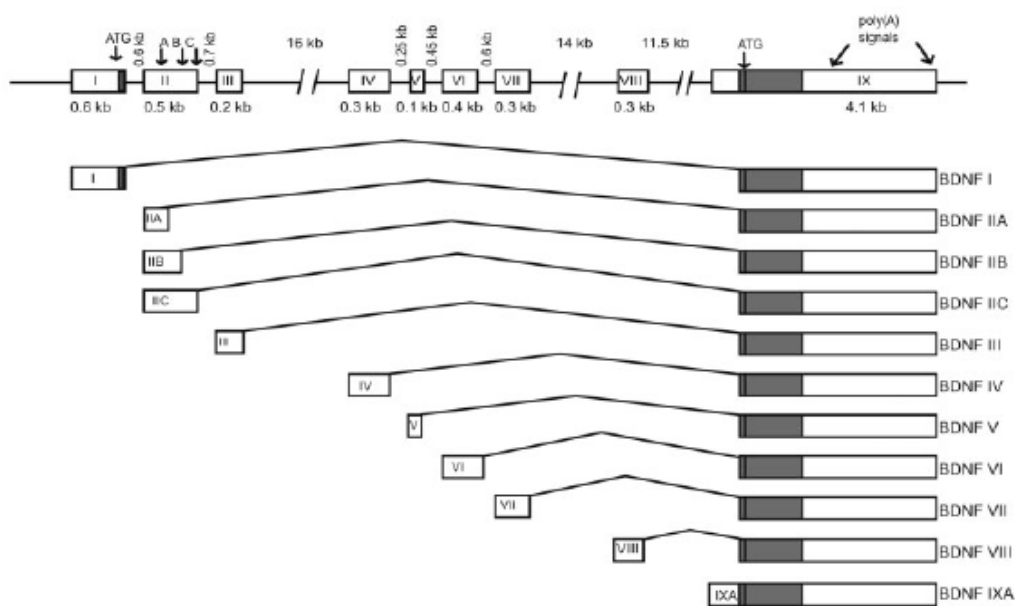 poly(A)
signals
ATG 0.6 kb A B C 0.7 kb 16 kb 0.25 kb 0.45 kb 0.6 kb 14 kb 11.5 kb ATG
I II III IV V VI VII VIII IX
0.6 kb 0.5 kb 0.2 kb 0.3 kb 0.1 kb 0.4 kb 0.3 kb 0.3 kb 4.1 kb
I BDNF I
IIA BDNF IIA
IIB BDNF IIB
IIC BDNF IIC
III BDNF III
IV BDNF IV
V BDNF V
VI BDNF VI
VII BDNF VII
VIII BDNF VIII
IXA BDNF IXA